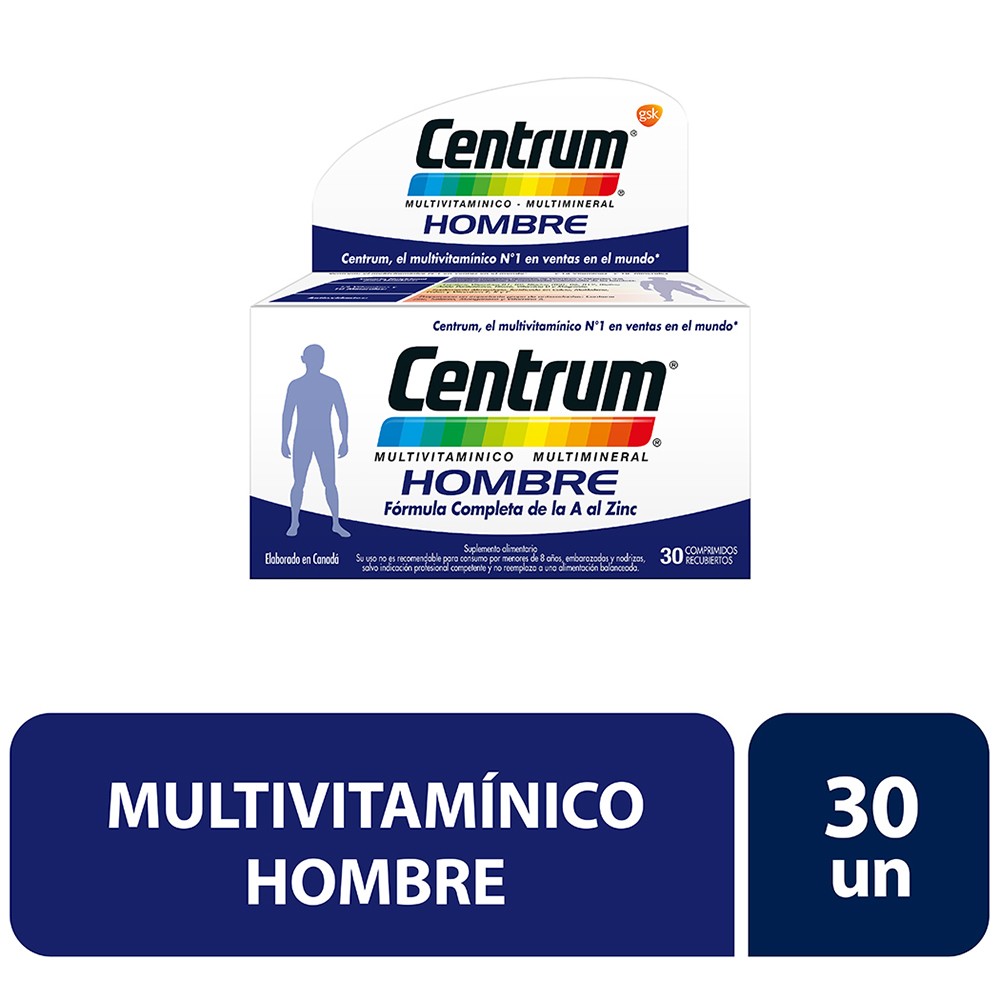 gsk
Centrum®
®
MULTIVITAMINICO - MULTIMINERAL
HOMBRE
Centrum, el multivitamínico N°1 en ventas en el mundo*
Centrum, el multivitamínico N°1 en ventas en el mundo*
Centrum®
®
MULTIVITAMINICO MULTIMINERAL
HOMBRE
Fórmula Completa de la A al Zinc
Elaborado en Canadá
Suplemento alimentario
Su uso no es recomendable para consumo por menores de 8 años, embarazadas y nodrizas,
salvo indicación profesional competente y no reemplaza a una alimentación balanceada.
30 COMPRIMIDOS
RECUBIERTOS
MULTIVITAMÍNICO
HOMBRE
30
un